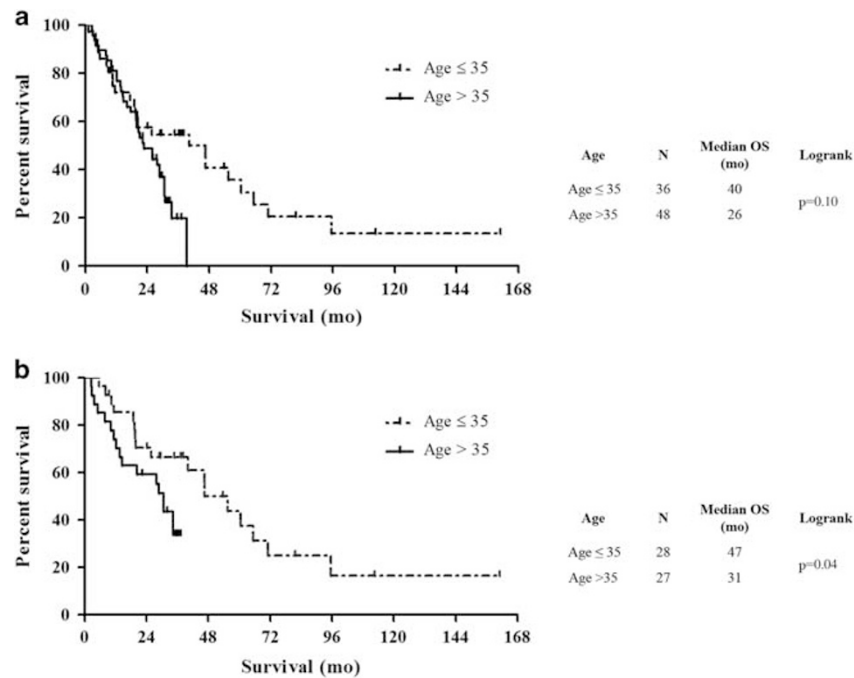 a
100
80
60
40
20
0
Percent survival
Age ≤ 35
Age > 35
0 24 48 72 96 120 144 168
Survival (mo)
Age N Median OS (mo) Logrank
Age ≤ 35 36 40
p=0.10
Age >35 48 26
b
100
80
60
40
20
0
Percent survival
Age ≤ 35
Age > 35
0 24 48 72 96 120 144 168
Survival (mo)
Age N Median OS (mo) Logrank
Age ≤ 35 28 47
p=0.04
Age >35 27 31